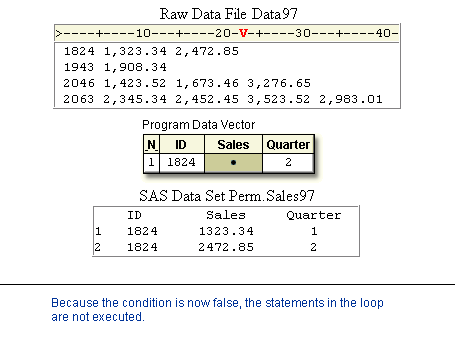 Raw Data File Data97
>----+----10---+----20-V-+----30---+----40-
1824 1,323.34 2,472.85
1943 1,908.34
2046 1,423.52 1,673.46 3,276.65
2063 2,345.34 2,452.45 3,523.52 2,983.01
Program Data Vector
N ID Sales Quarter
1 1824 • 2
SAS Data Set Perm.Sales97
ID Sales Quarter
1 1824 1323.34 1
2 1824 2472.85 2
Because the condition is now false, the statements in the loop
are not executed.